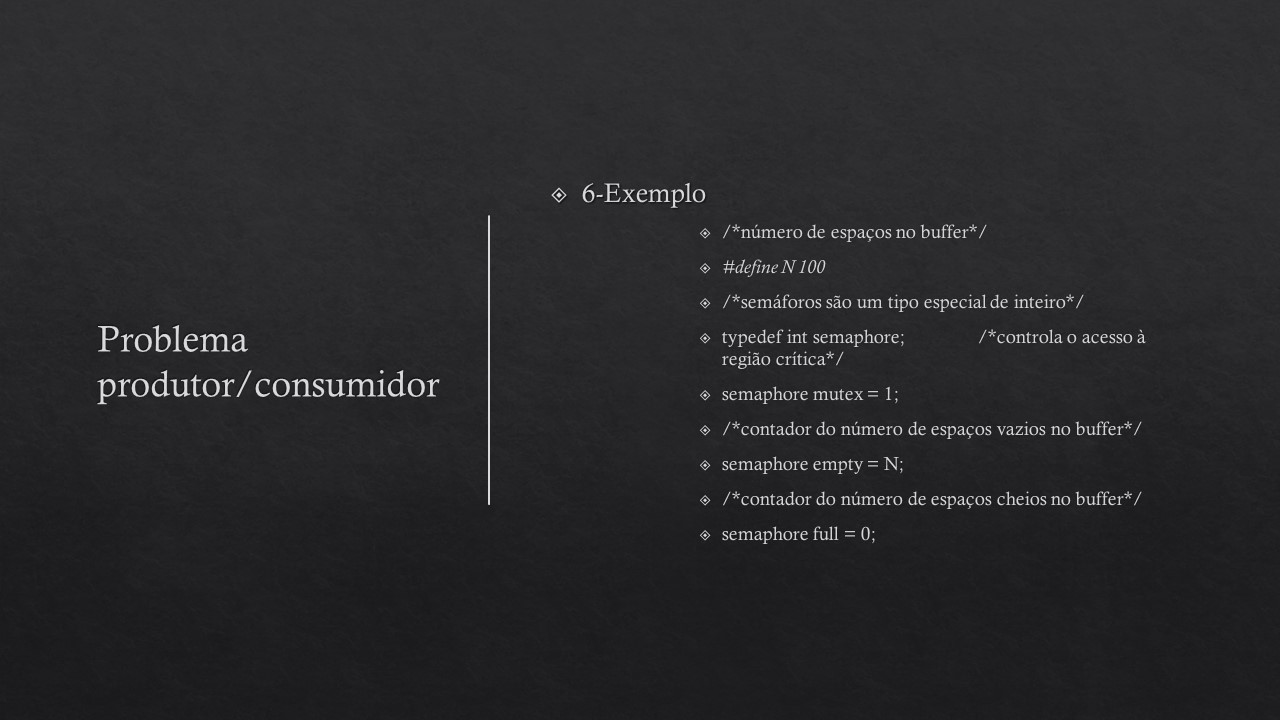 Problema
produtor/consumidor
6-Exemplo
/*número de espaços no buffer*/
#define N 100
/*semáforos são um tipo especial de inteiro*/
typedef int semaphore; /*controla o acesso à
região crítica*/
semaphore mutex = 1;
/*contador do número de espaços vazios no buffer*/
semaphore empty = N;
/*contador do número de espaços cheios no buffer*/
semaphore full = 0;